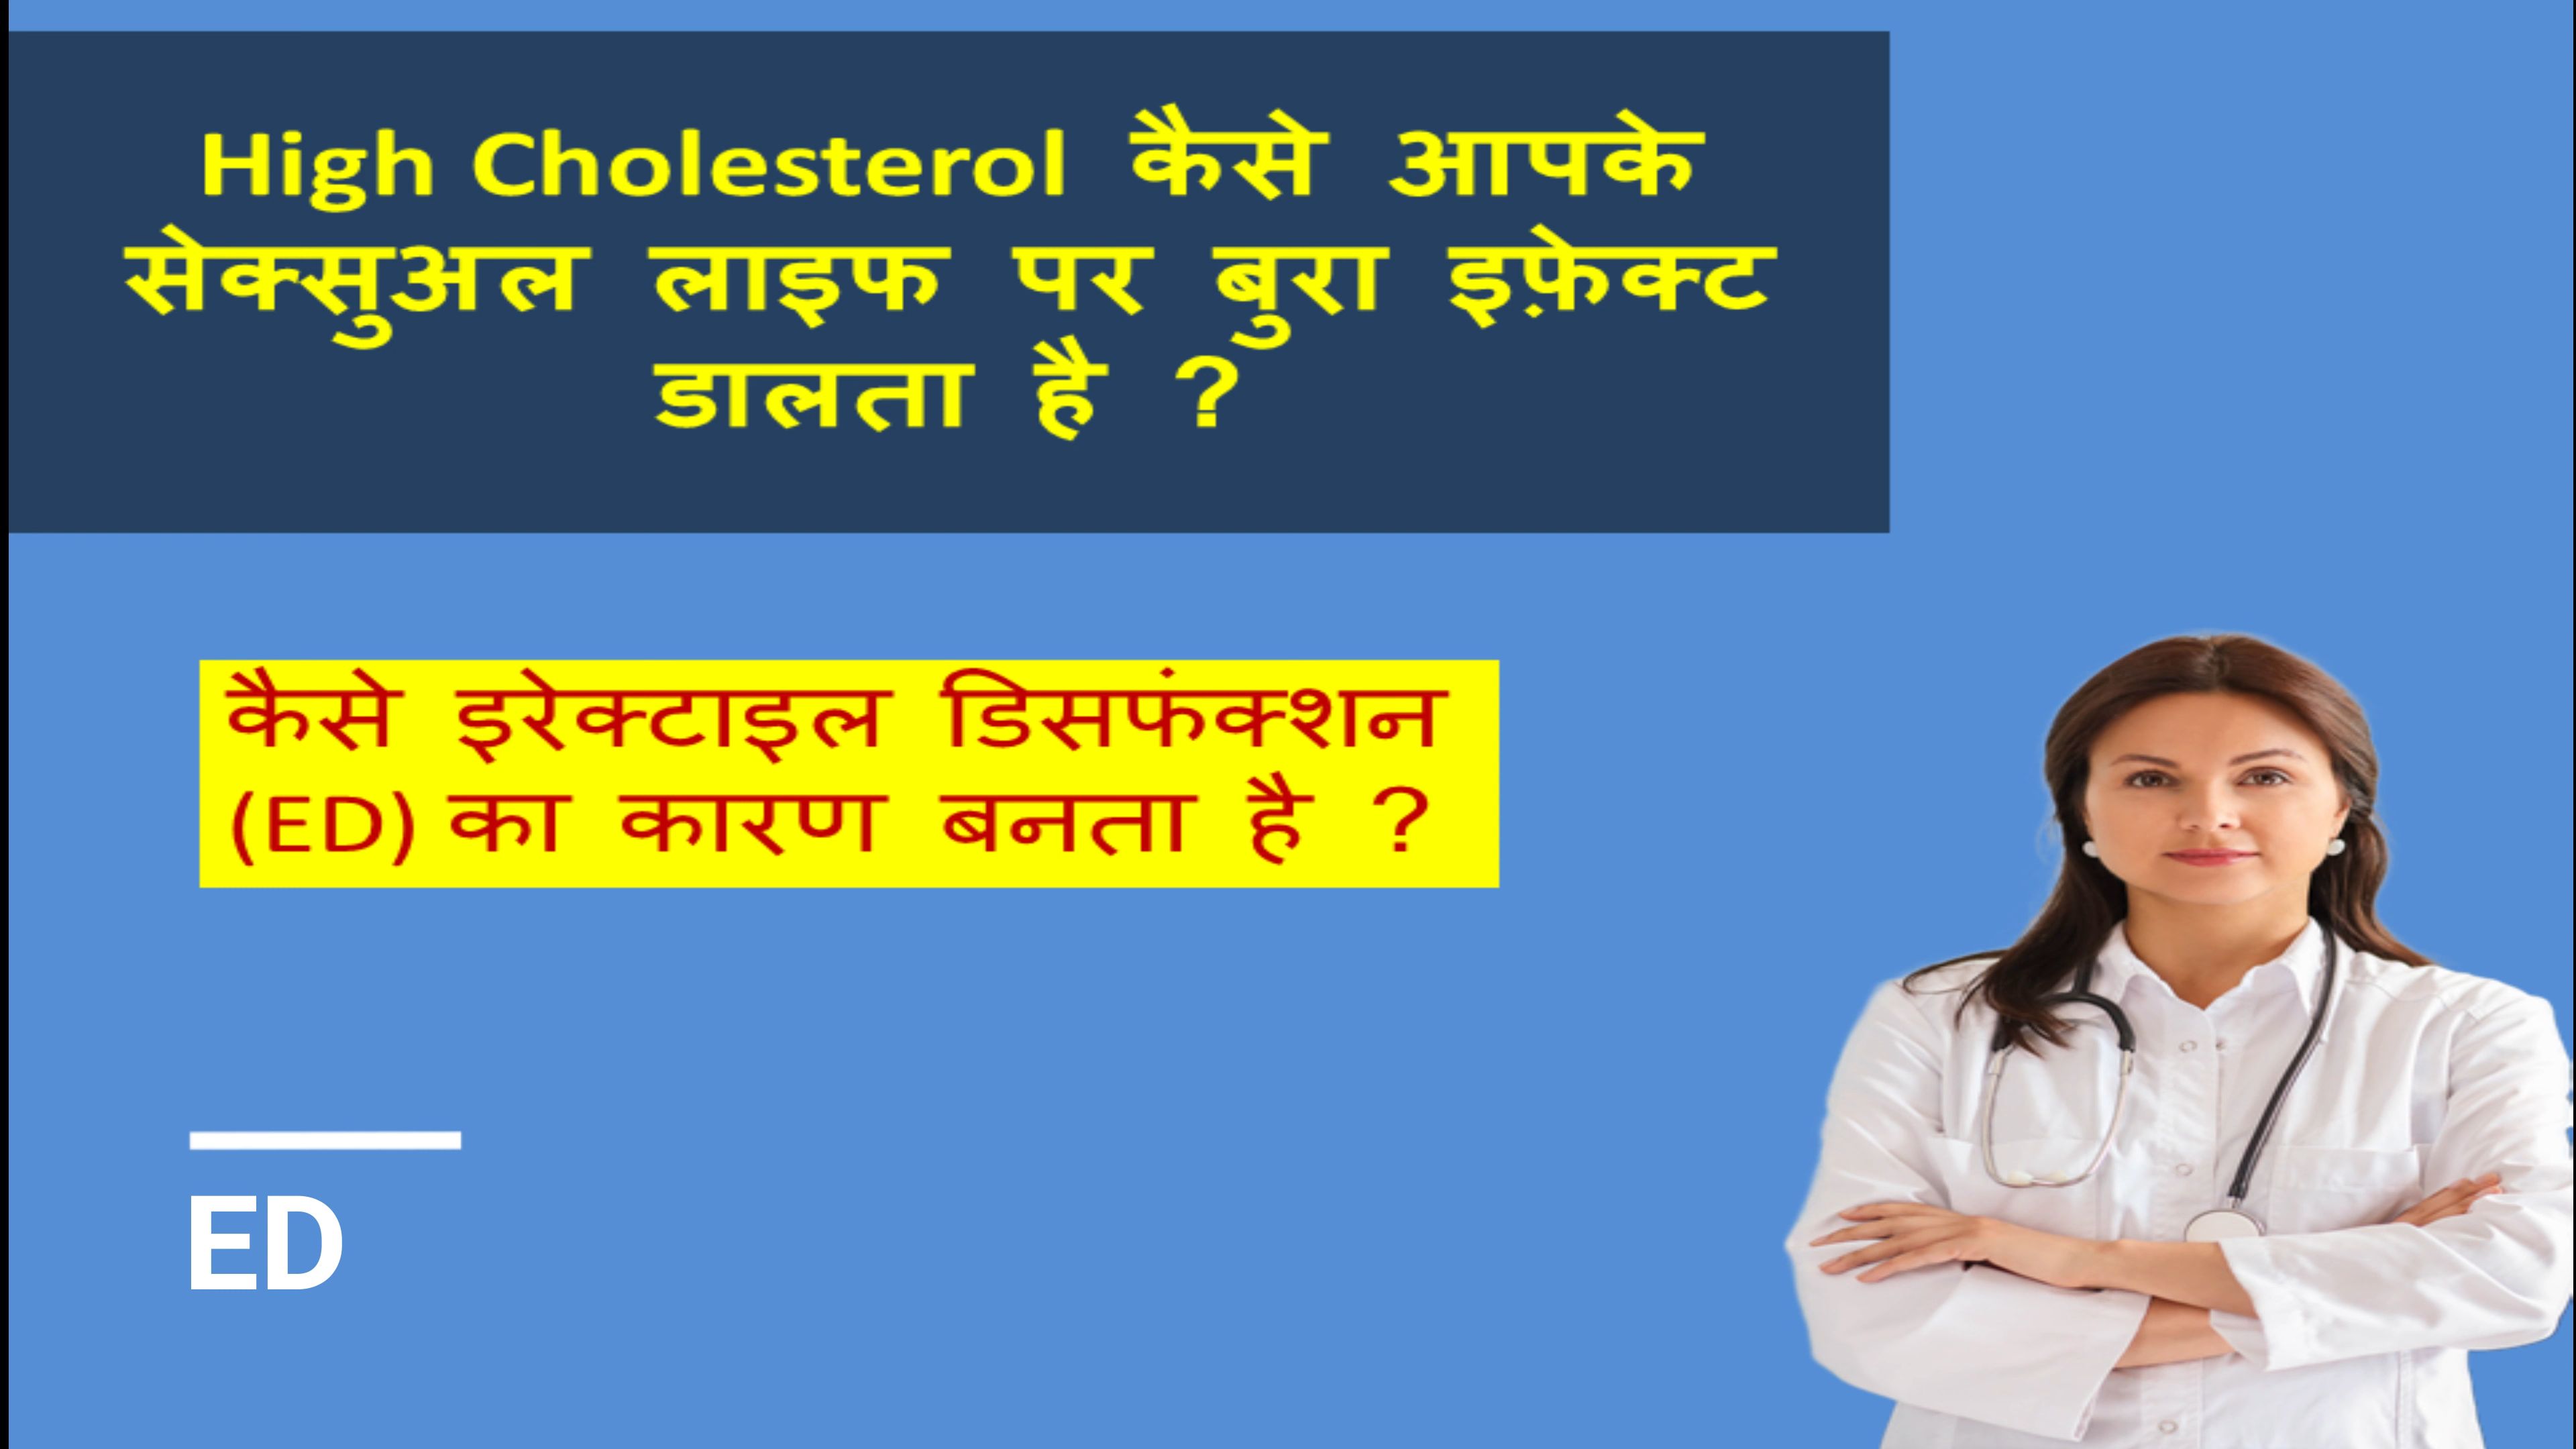 High Cholesterol कैसे आपके
सेक्सुअल लाइफ पर बुरा इफ़ेक्ट
डालता है ?
कैसे इरेक्टाइल डिसफंक्शन
(ED) का कारण बनता है ?
ED